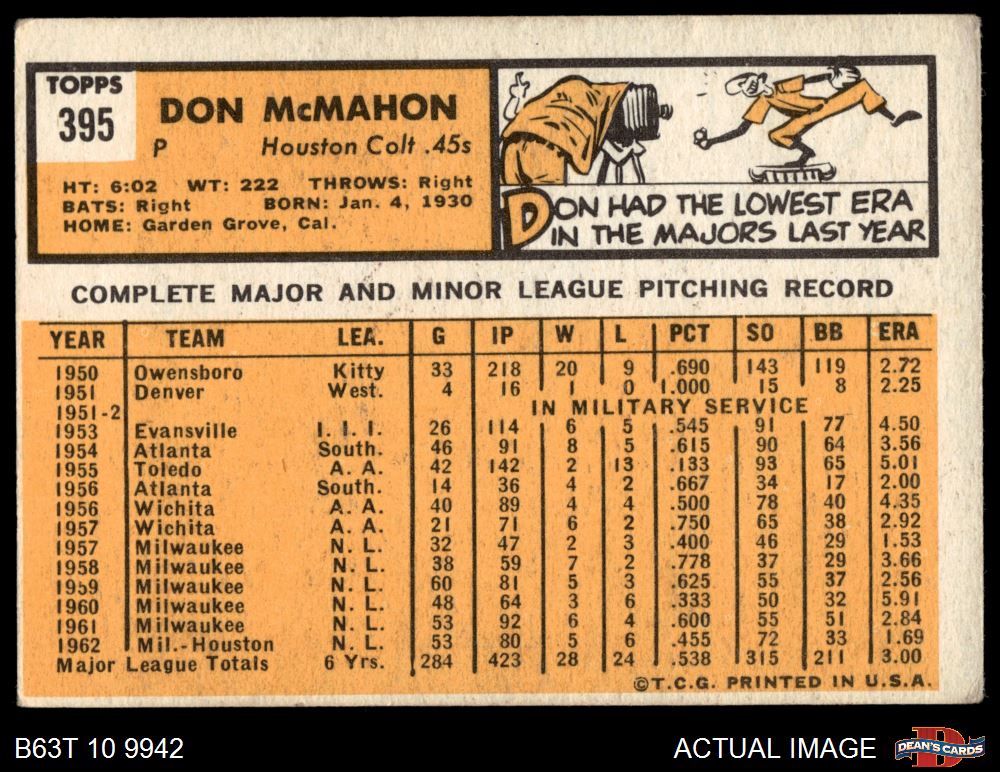 TOPPS
395
DON McMAHON
P Houston Colt .45s
HT: 6:02 WT: 222 THROWS: Right
BATS: Right BORN: Jan. 4, 1930
HOME: Garden Grove, Cal.
DON HAD THE LOWEST ERA
IN THE MAJORS LAST YEAR
COMPLETE MAJOR AND MINOR LEAGUE PITCHING RECORD
YEAR TEAM LEA. G IP W L PCT SO BB ERA
1950 Owensboro Kitty 33 218 20 9 .690 143 119 2.72
1951 Denver West. 4 16 1 0 1.000 15 8 2.25
1951-2 IN MILITARY SERVICE
1953 Evansville I. I. I. 26 114 6 5 .545 91 77 4.50
1954 Atlanta South. 46 91 8 5 .615 90 64 3.56
1955 Toledo A. A. 42 142 2 13 .133 93 65 5.01
1956 Atlanta South. 14 36 4 2 .667 34 17 2.00
1956 Wichita A. A. 40 89 4 4 .500 78 40 4.35
1957 Wichita A. A. 21 71 6 2 .750 65 38 2.92
1957 Milwaukee N. L. 32 47 2 3 .400 46 29 1.53
1958 Milwaukee N. L. 38 59 7 2 .778 37 29 3.66
1959 Milwaukee N. L. 60 81 5 3 .625 55 37 2.56
1960 Milwaukee N. L. 48 64 3 6 .333 50 32 5.91
1961 Milwaukee N. L. 53 92 6 4 .600 55 51 2.84
1962 Mil.-Houston N. L. 53 80 5 6 .455 72 33 1.69
Major League Totals 6 Yrs. 284 423 28 24 .538 315 211 3.00
©T.C.G. PRINTED IN U.S.A.
B63T 10 9942 ACTUAL IMAGE DEAN'S CARDS